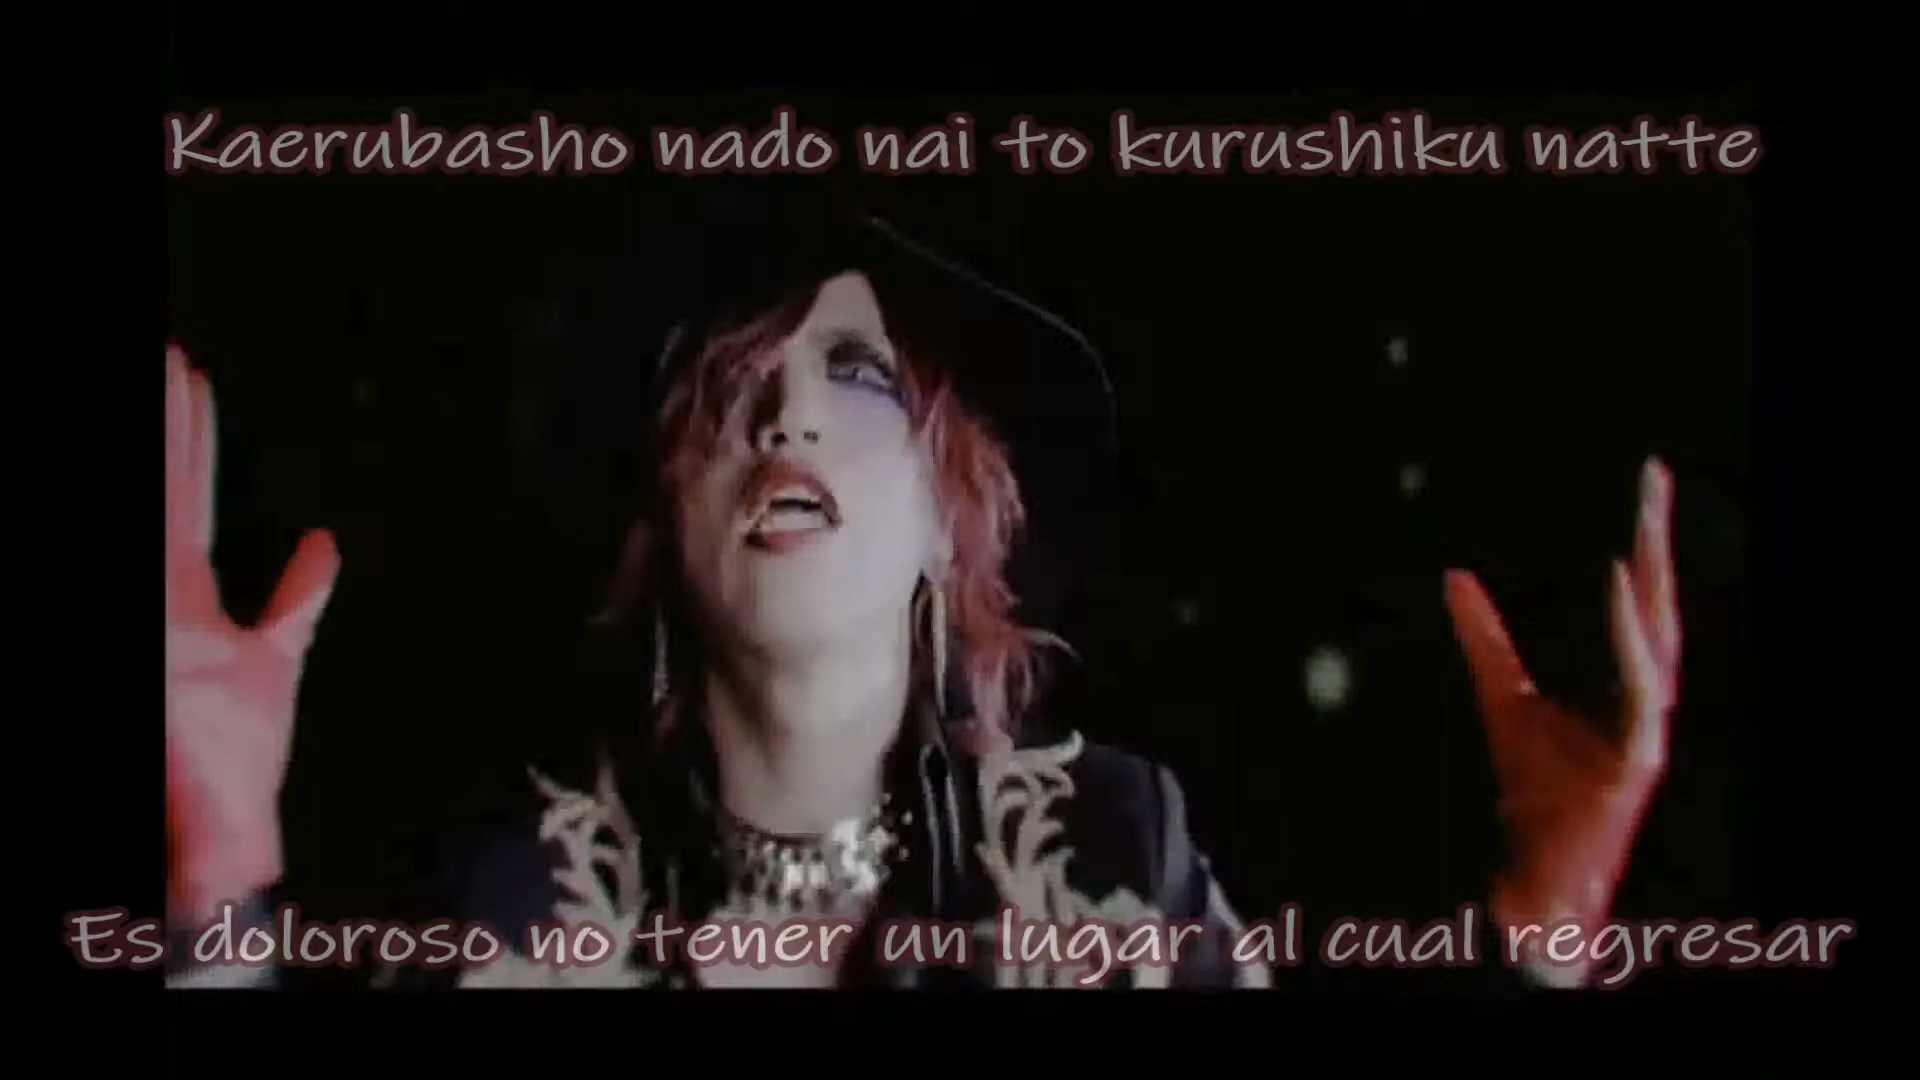 Kaerubasho nado nai to kurushiku natte
Es doloroso no tener un lugar al cual regresar